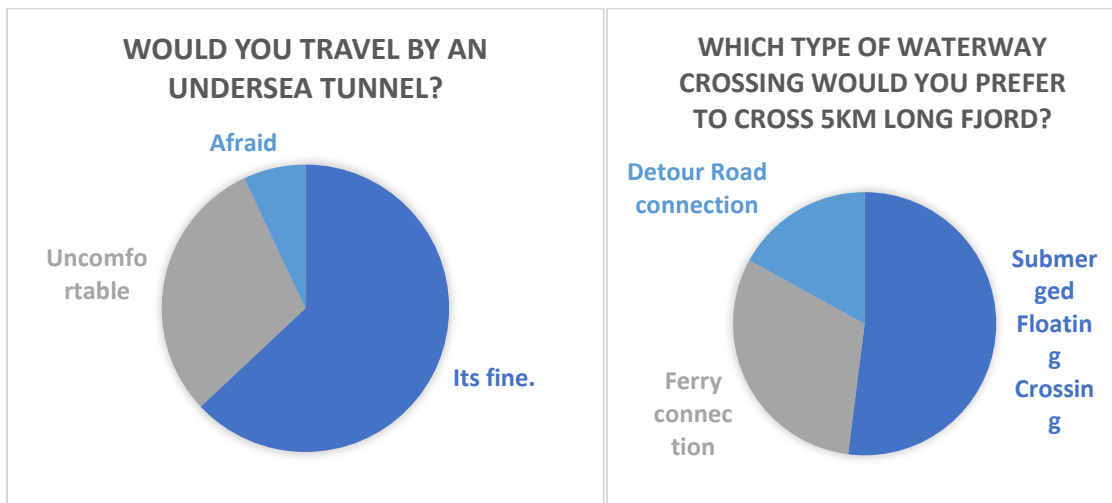 WOULD YOU TRAVEL BY AN
UNDERSEA TUNNEL?
Afraid
Uncomfo
rtable
Its fine.
WHICH TYPE OF WATERWAY
CROSSING WOULD YOU PREFER
TO CROSS 5KM LONG FJORD?
Detour Road
connection
Submer
ged
Floatin
g
Crossin
g
Ferry
connec
tion